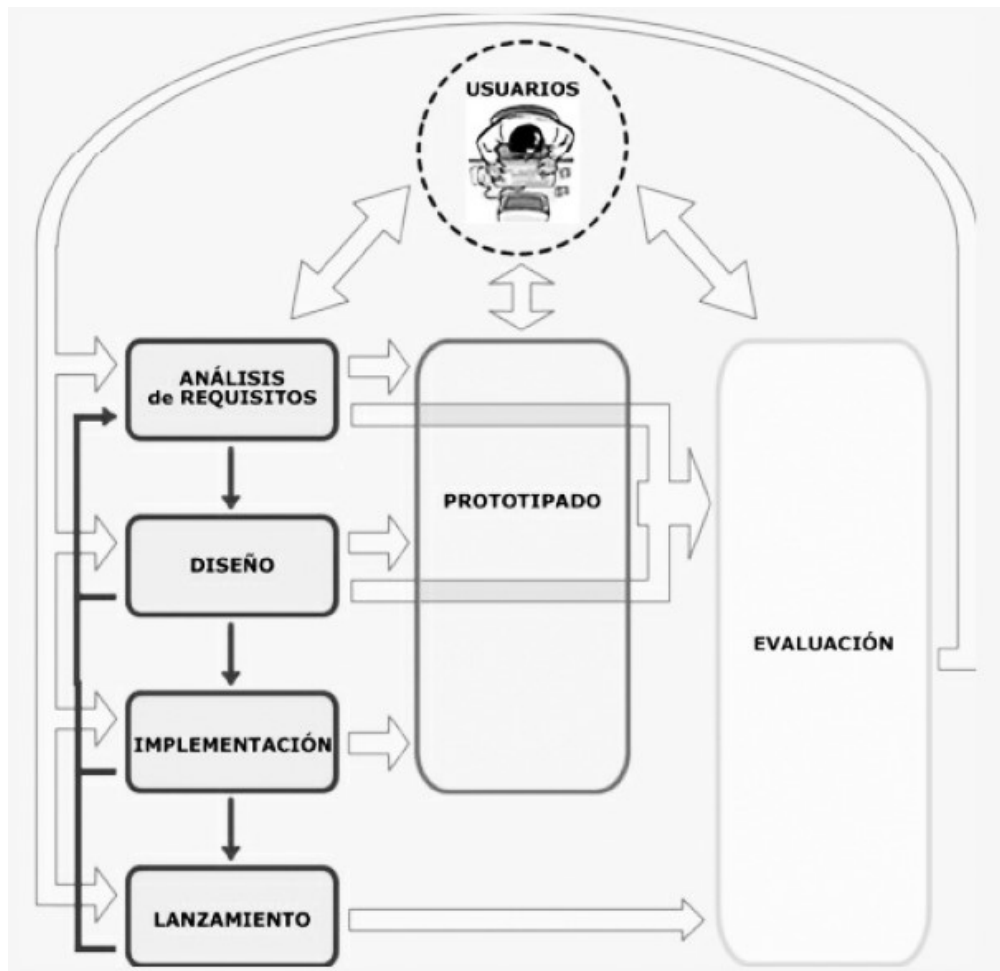 USUARIOS
ANÁLISIS
de REQUISITOS
PROTOTIPADO
DISEÑO
EVALUACIÓN
IMPLEMENTACIÓN
LANZAMIENTO